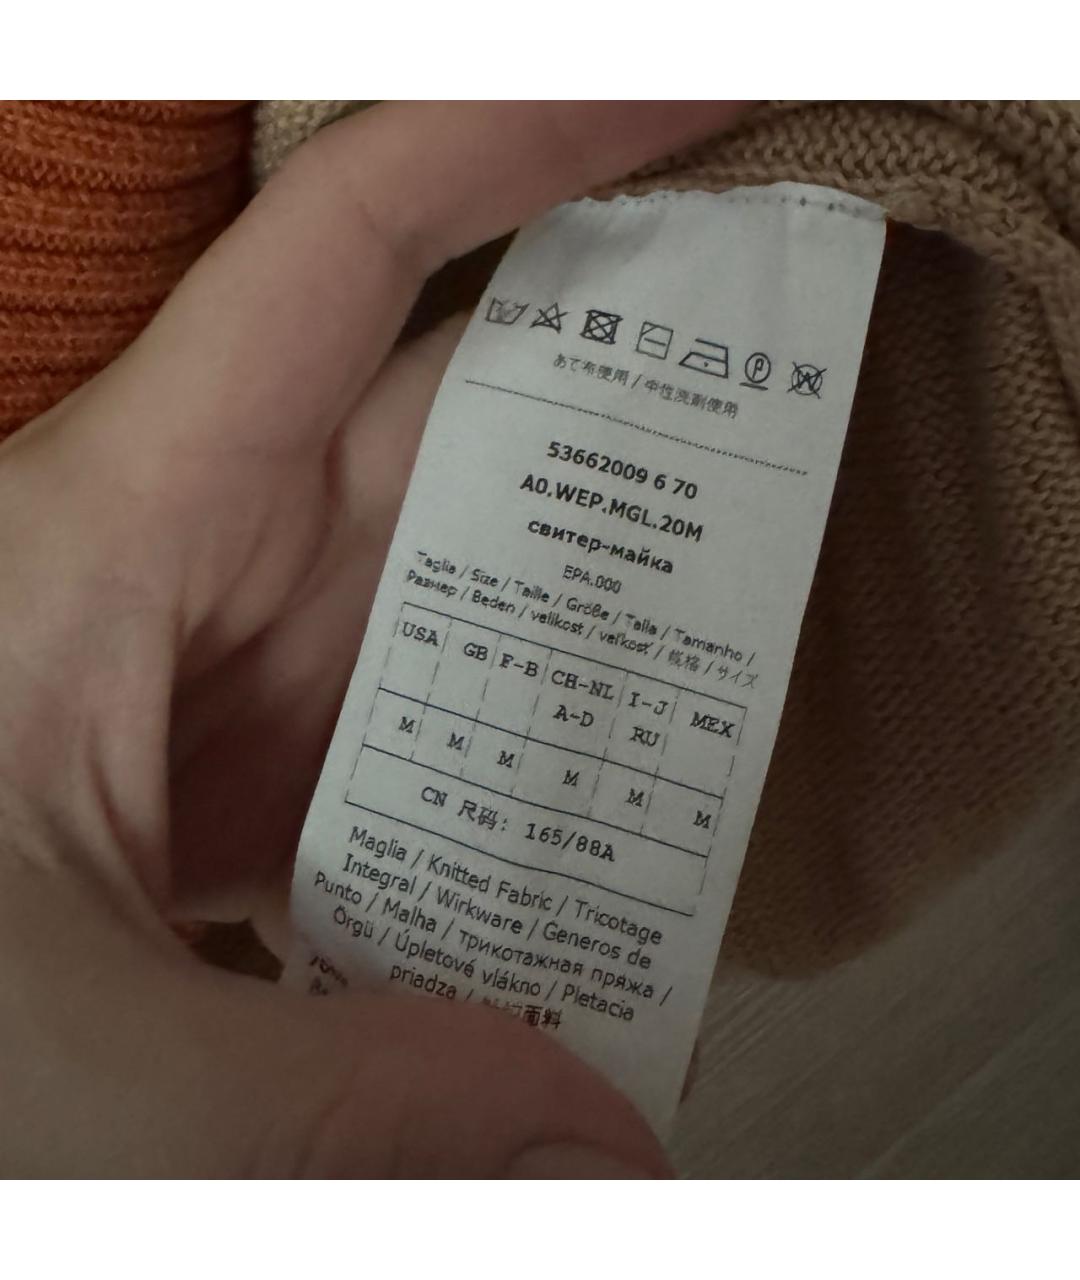 P
W
あて布使用 / 中性洗剤使用
53662009 6 70
A0.WEP.MGL.20M
свитер-майка
EPA.000
Taglia / Size / Taille / Größe / Talla / Tamanho /
Размер / Beden / velikost / veľkosť / 规格 / サイズ
USA GB F-B CH-NL I-J MEX
A-D RU
M M M M M M
CN 尺码: 165/88A
Maglia / Knitted Fabric / Tricotage
Integral / Wirkware / Generos de
Punto / Malha / трикотажная пряжа /
Örgü / Úpletové vlákno / Pletacia
priadza / 面料